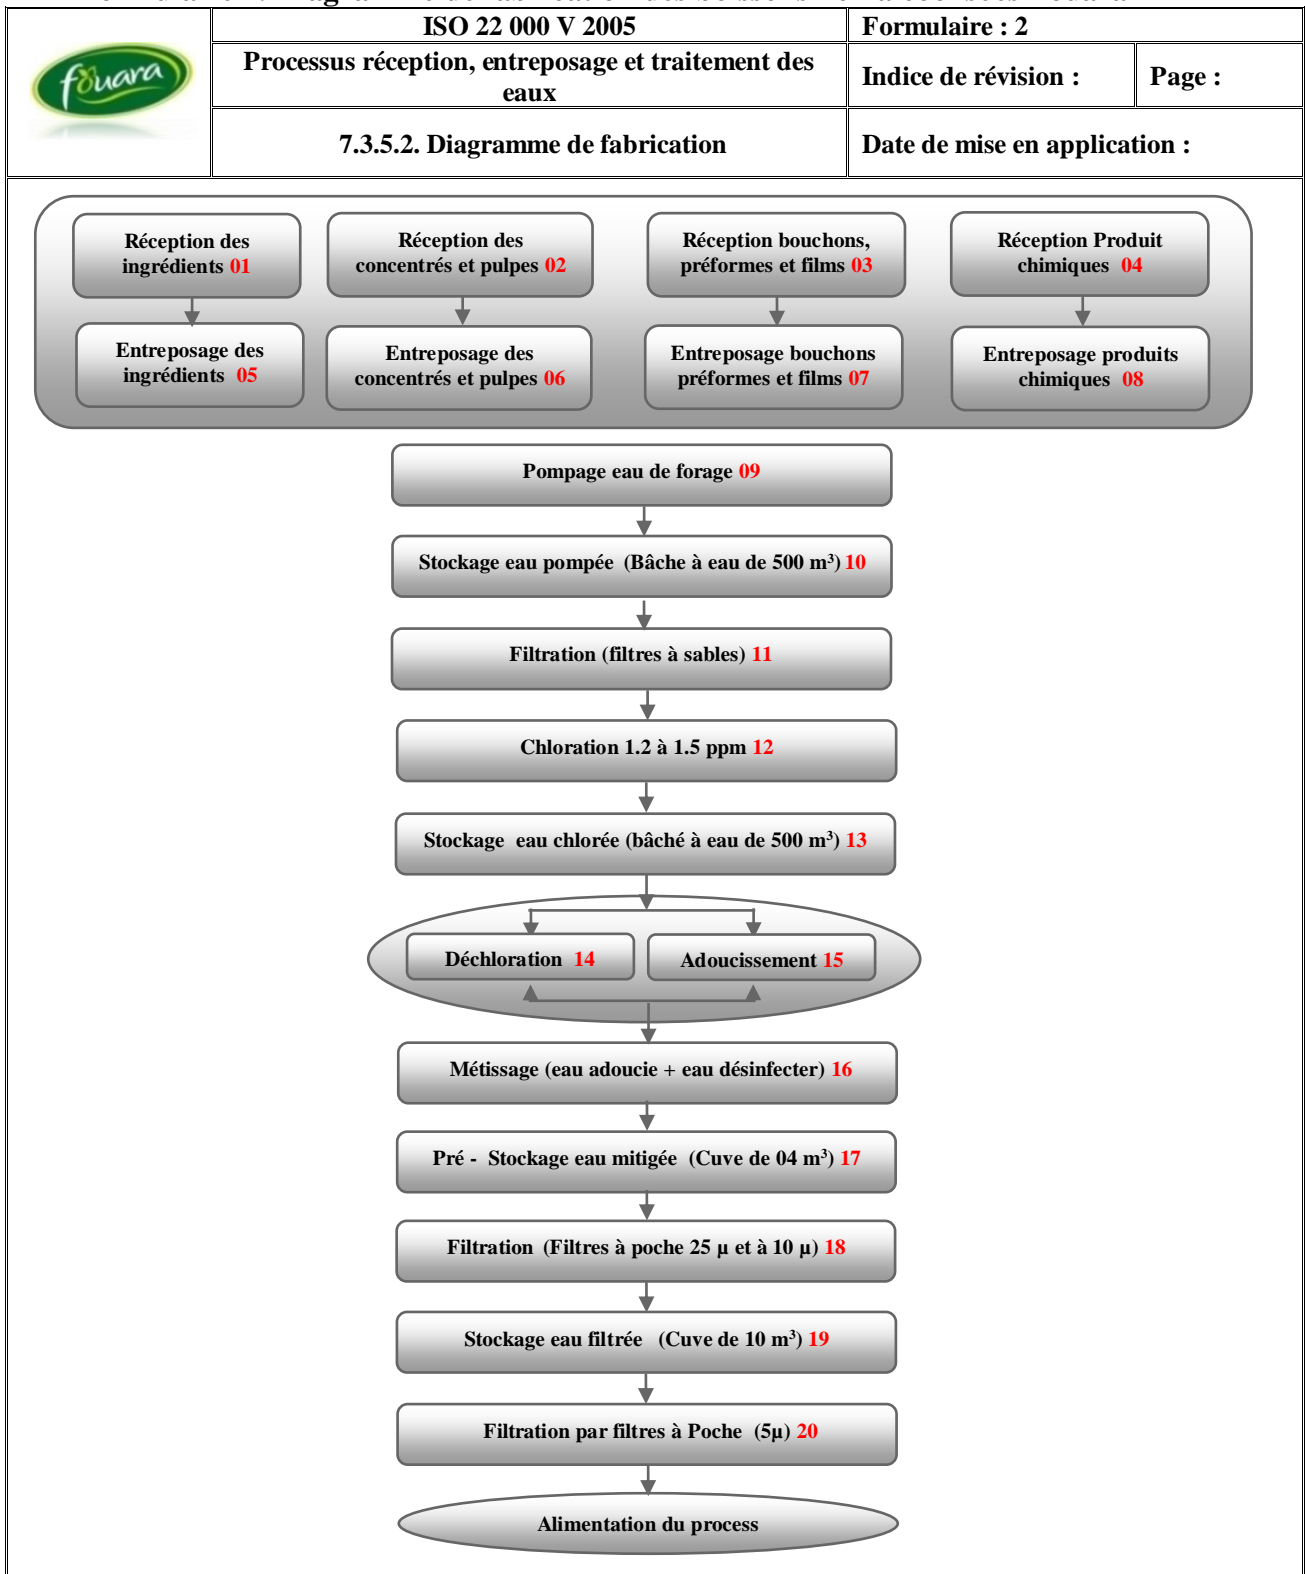 ISO 22 000 V 2005
Formulaire : 2
fouara
Processus réception, entreposage et traitement des
eaux
Indice de révision :
Page :
7.3.5.2. Diagramme de fabrication
Date de mise en application :
Réception des
ingrédients 01
Réception des
concentrés et pulpes 02
Réception bouchons,
préformes et films 03
Réception Produit
chimiques 04
Entreposage des
ingrédients 05
Entreposage des
concentrés et pulpes 06
Entreposage bouchons
préformes et films 07
Entreposage produits
chimiques 08
Pompage eau de forage 09
Stockage eau pompée (Bâche à eau de 500 m³) 10
Filtration (filtres à sables) 11
Chloration 1.2 à 1.5 ppm 12
Stockage eau chlorée (bâché à eau de 500 m³) 13
Déchloration 14
Adoucissement 15
Métissage (eau adoucie + eau désinfecter) 16
Pré - Stockage eau mitigée (Cuve de 04 m³) 17
Filtration (Filtres à poche 25 µ et à 10 µ) 18
Stockage eau filtrée (Cuve de 10 m³) 19
Filtration par filtres à Poche (5µ) 20
Alimentation du process